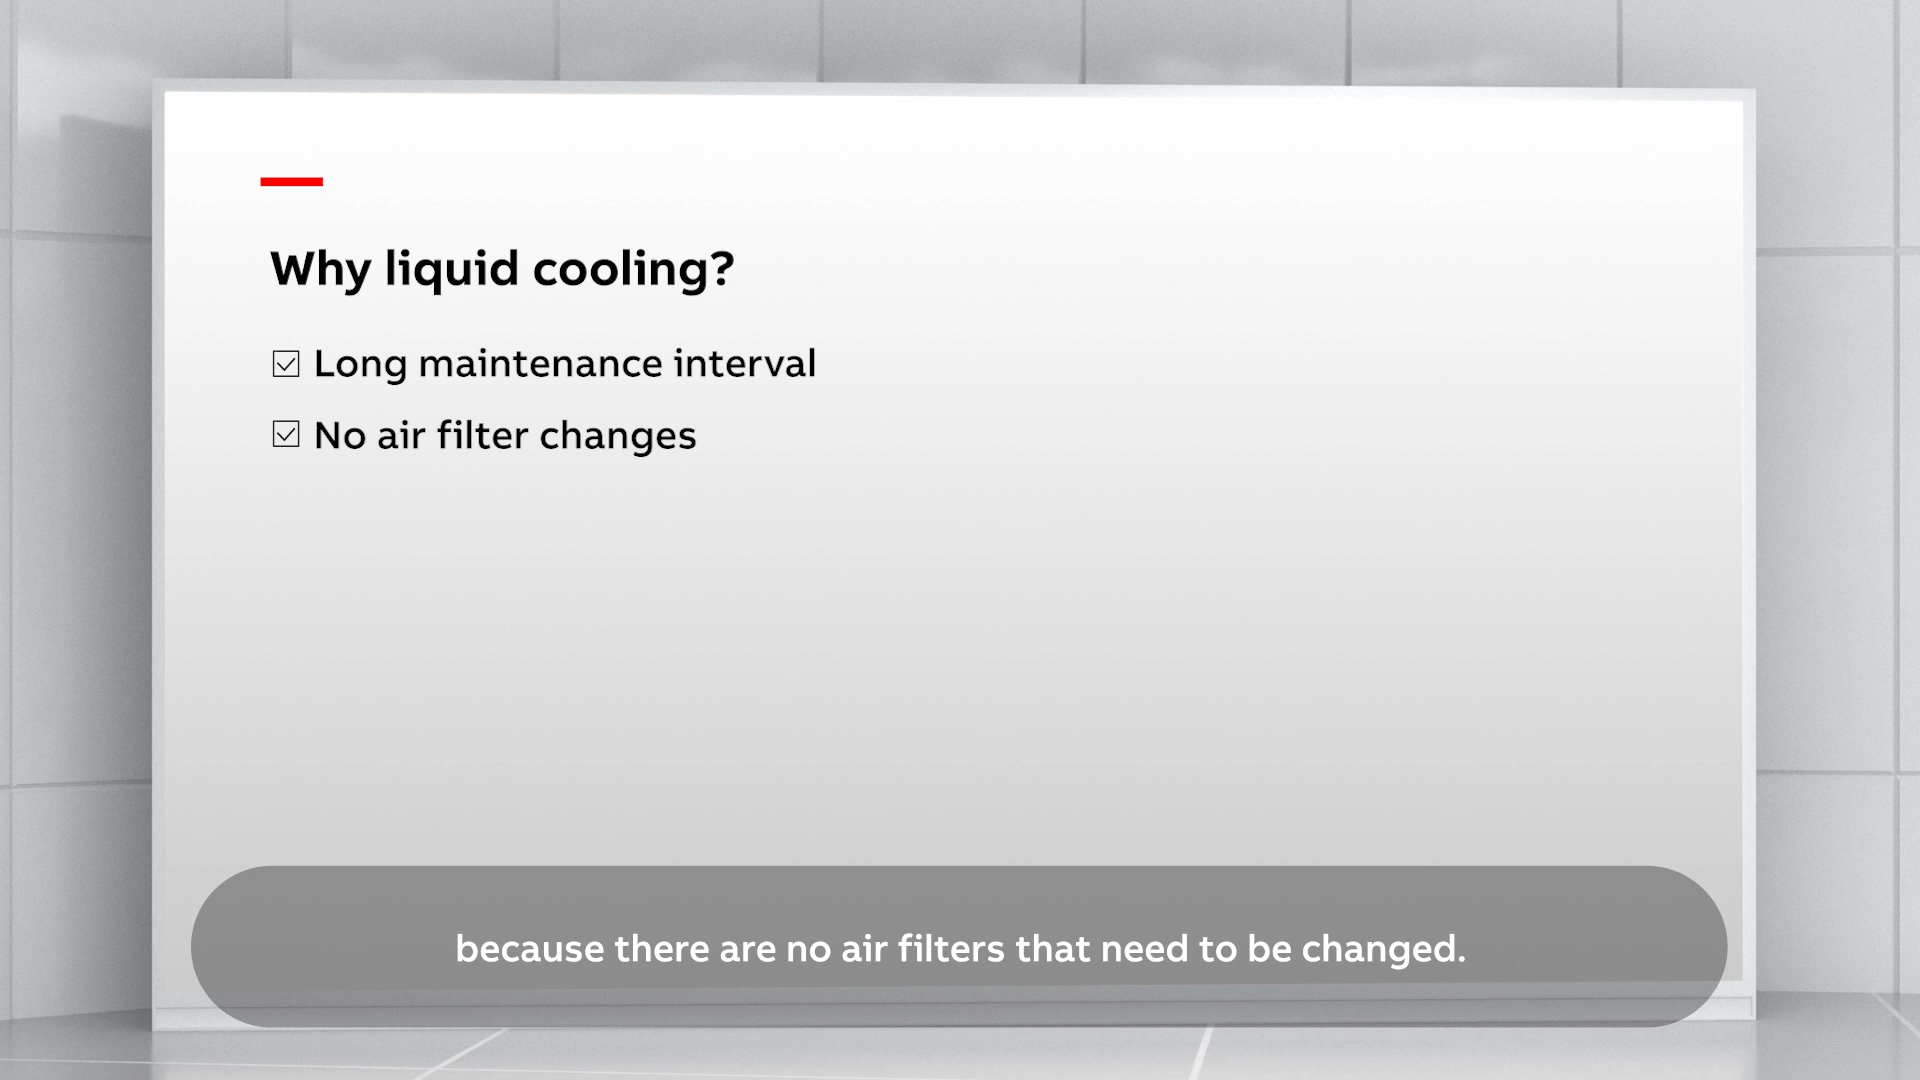 Why liquid cooling?
☑ Long maintenance interval
☑ No air filter changes
because there are no air filters that need to be changed.